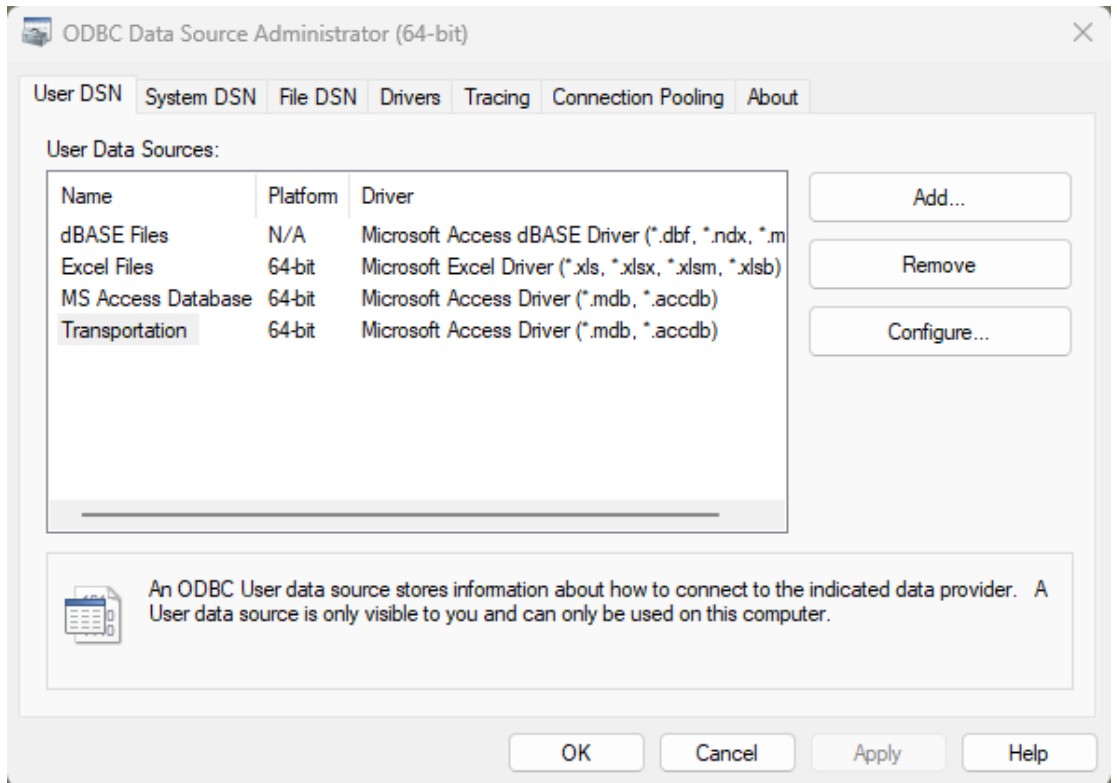 ODBC Data Source Administrator (64-bit)
User DSN System DSN File DSN Drivers Tracing Connection Pooling About
User Data Sources:
Name Platform Driver
dBASE Files N/A Microsoft Access dBASE Driver (*.dbf, *.ndx, *.m
Excel Files 64-bit Microsoft Excel Driver (*.xls, *.xlsx, *.xlsm, *.xlsb)
MS Access Database 64-bit Microsoft Access Driver (*.mdb, *.accdb)
Transportation 64-bit Microsoft Access Driver (*.mdb, *.accdb)
Add...
Remove
Configure...
An ODBC User data source stores information about how to connect to the indicated data provider. A
User data source is only visible to you and can only be used on this computer.
OK Cancel Apply Help